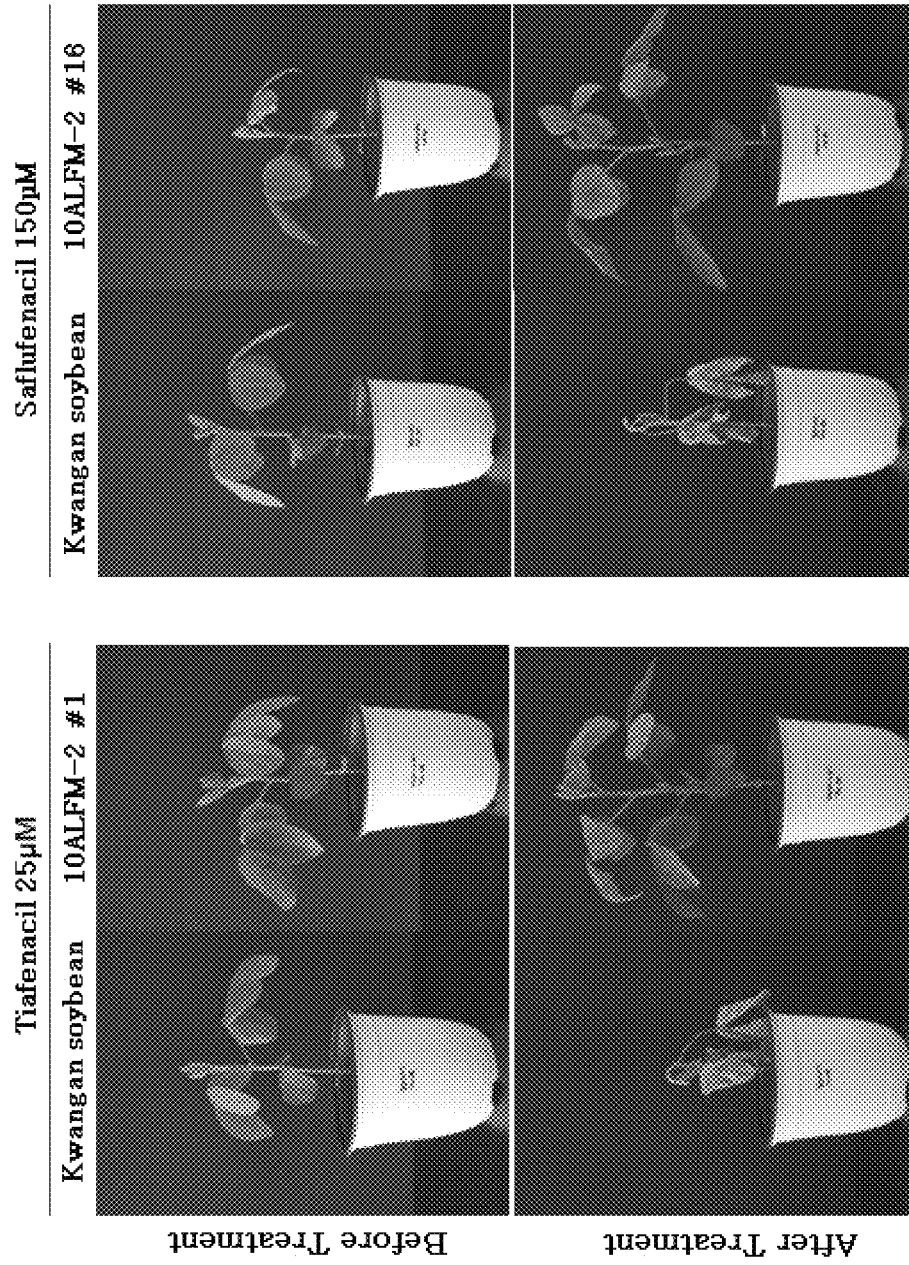 Tiafenacil 25μM
Kwangan soybean 10ALFM-2 #1
Saflufenacil 150μM
Kwangan soybean 10ALFM-2 #16
Before Treatment
After Treatment